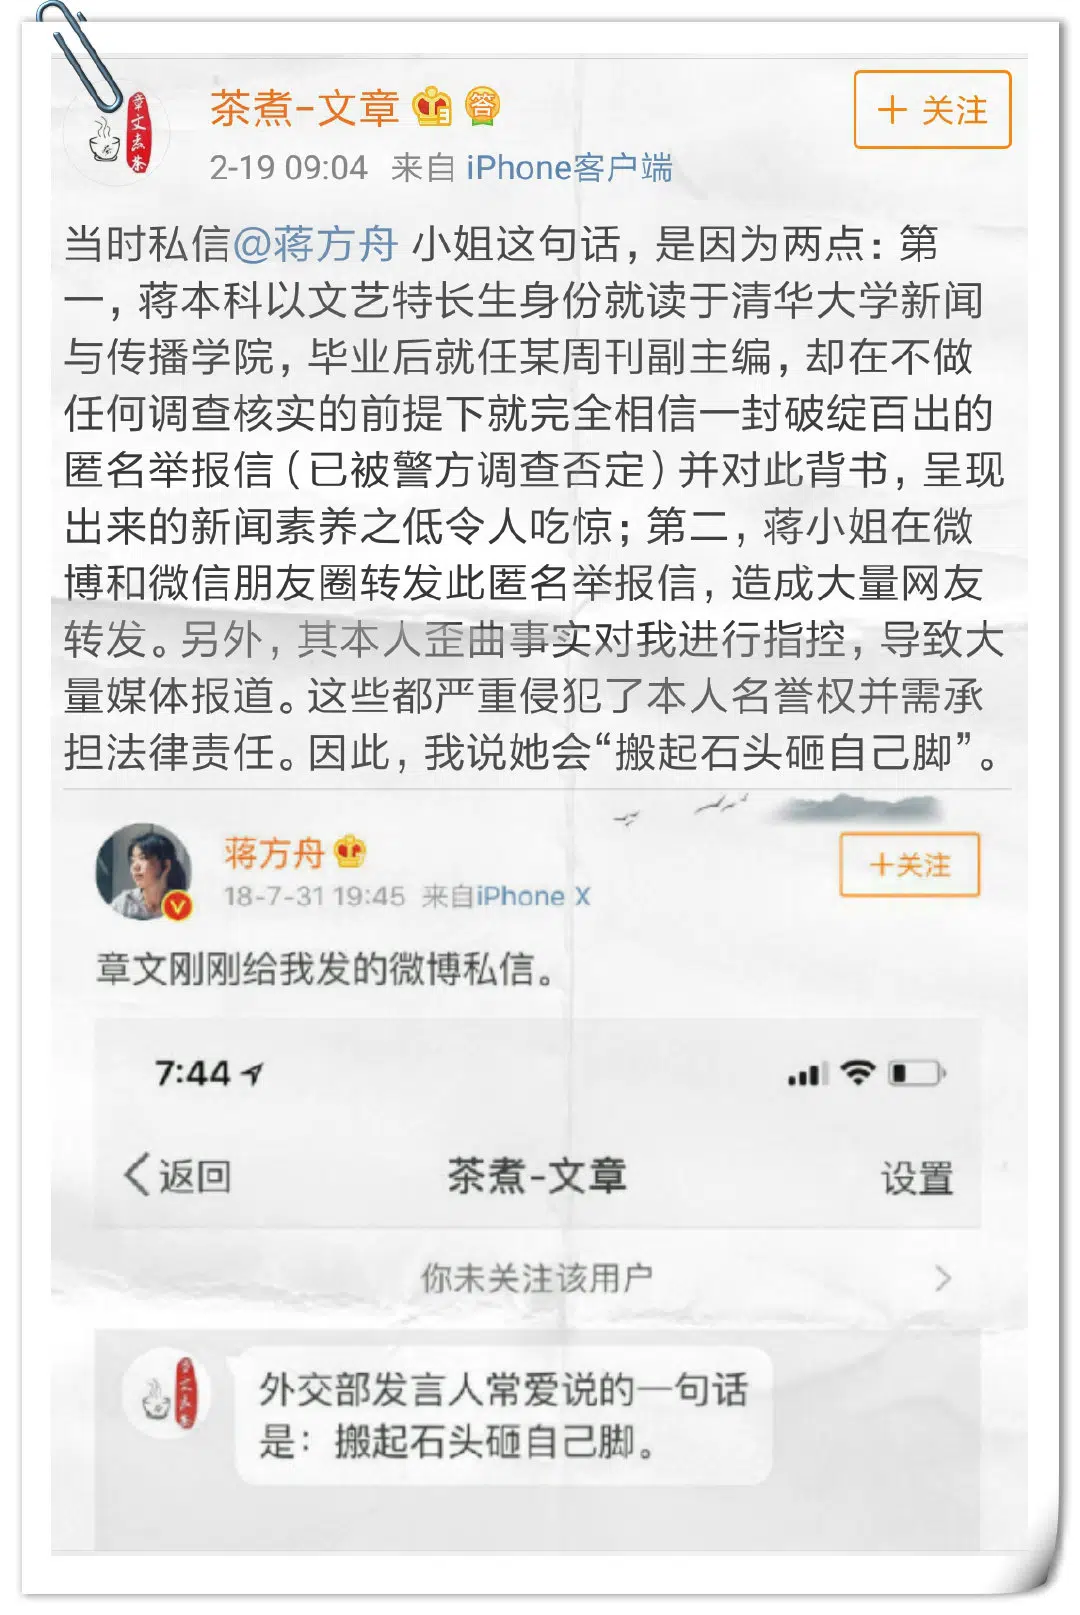 章文煮茶
茶煮-文章 答
2-19 09:04 来自 iPhone客户端
+ 关注
当时私信@蒋方舟 小姐这句话，是因为两点：第
一，蒋本科以文艺特长生身份就读于清华大学新闻
与传播学院，毕业后就任某周刊副主编，却在不做
任何调查核实的前提下就完全相信一封破绽百出的
匿名举报信（已被警方调查否定）并对此背书，呈现
出来的新闻素养之低令人吃惊；第二，蒋小姐在微
博和微信朋友圈转发此匿名举报信，造成大量网友
转发。另外，其本人歪曲事实对我进行指控，导致大
量媒体报道。这些都严重侵犯了本人名誉权并需承
担法律责任。因此，我说她会“搬起石头砸自己脚”。
蒋方舟
18-7-31 19:45 来自iPhone X
+关注
章文刚刚给我发的微博私信。
7:44
返回
茶煮-文章
设置
你未关注该用户
外交部发言人常爱说的一句话
是：搬起石头砸自己脚。